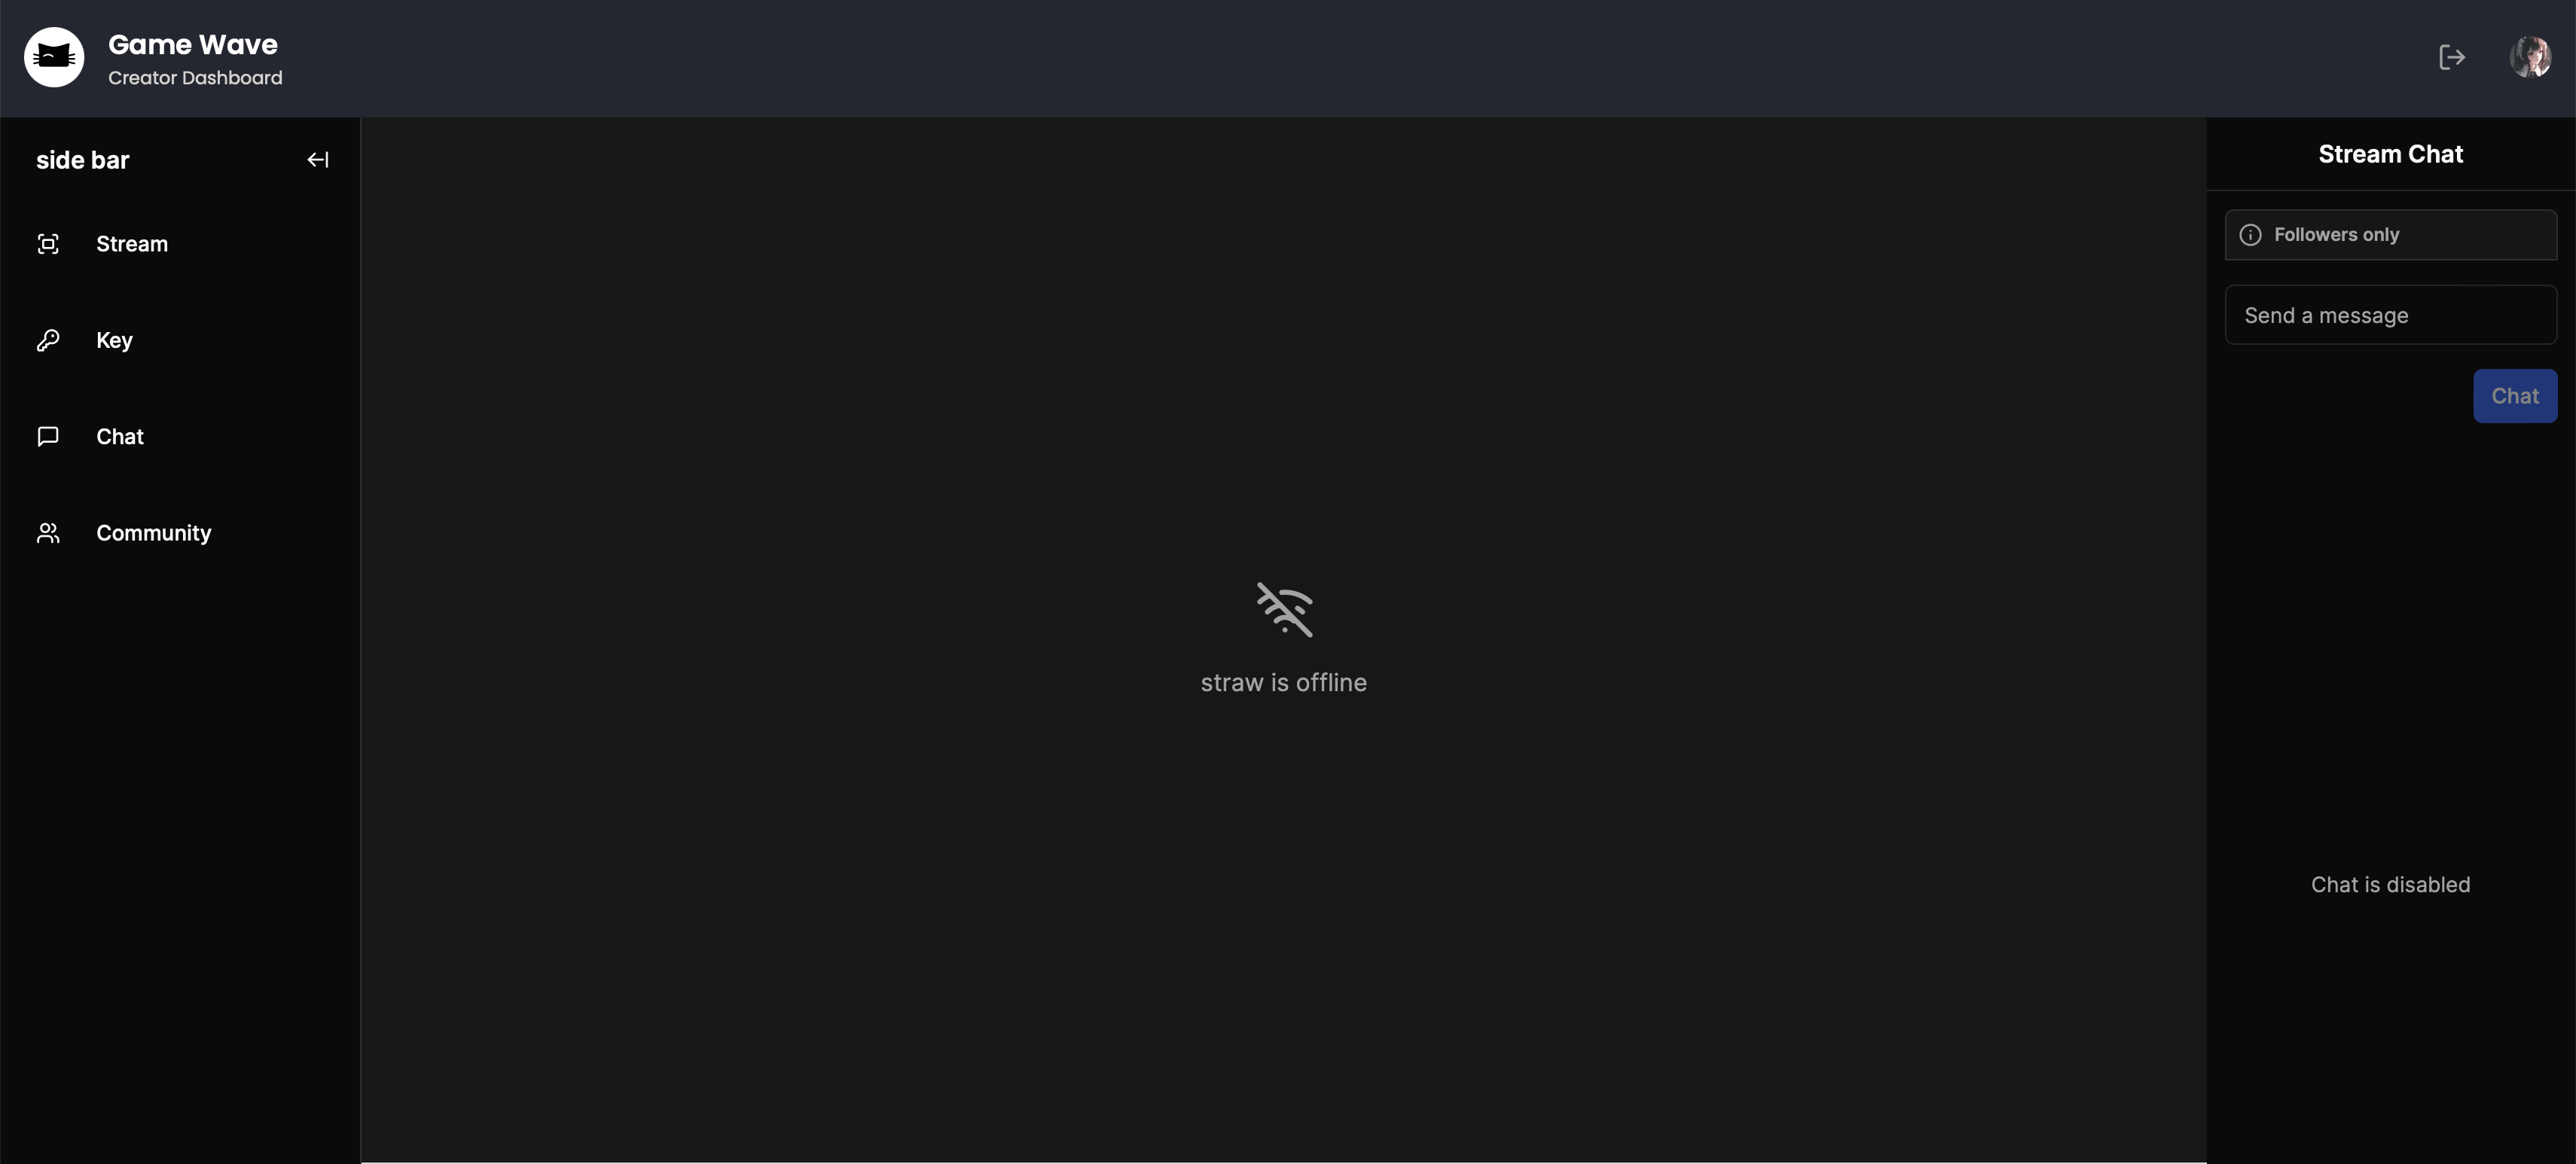 Game Wave
Creator Dashboard
side bar
Stream
Key
Chat
Community
straw is offline
Stream Chat
Followers only
Send a message
Chat
Chat is disabled